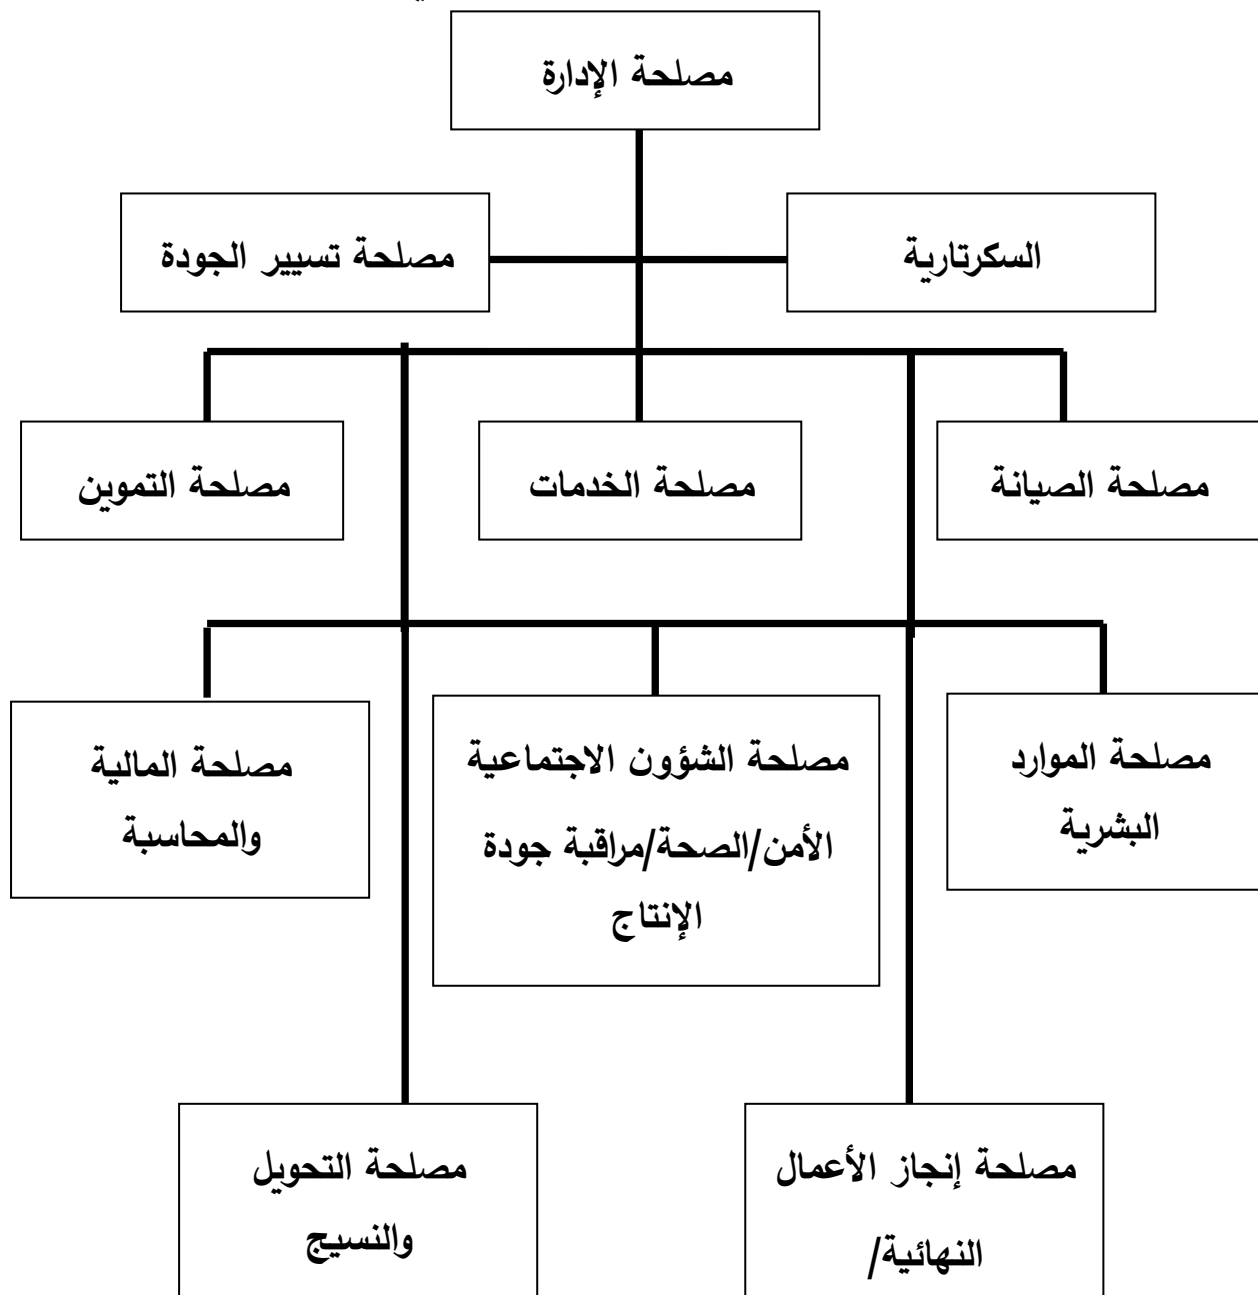 مصلحة الإدارة
السكرتارية
مصلحة تسيير الجودة
مصلحة الصيانة
مصلحة الخدمات
مصلحة التموين
مصلحة الموارد
البشرية
مصلحة الشؤون الاجتماعية
الأمن/الصحة/مراقبة جودة
الإنتاج
مصلحة المالية
والمحاسبة
مصلحة إنجاز الأعمال
النهائية/
مصلحة التحويل
والنسيج